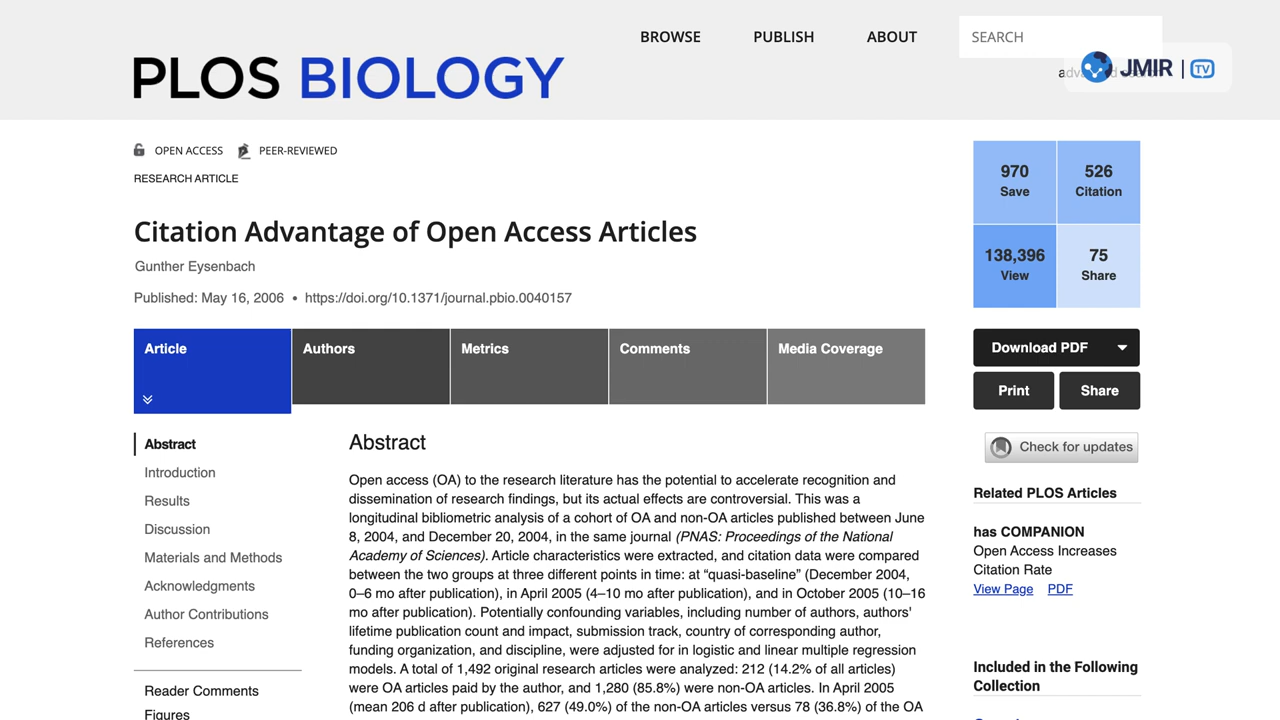 BROWSE PUBLISH ABOUT SEARCH
PLOS BIOLOGY
JMIR | TV
OPEN ACCESS PEER-REVIEWED
RESEARCH ARTICLE
Citation Advantage of Open Access Articles
Gunther Eysenbach
Published: May 16, 2006 • https://doi.org/10.1371/journal.pbio.0040157
970
Save
526
Citation
138,396
View
75
Share
Article Authors Metrics Comments Media Coverage
Download PDF
Print Share
Check for updates
Abstract
Introduction
Results
Discussion
Materials and Methods
Acknowledgments
Author Contributions
References
Reader Comments
Figures
Abstract
Open access (OA) to the research literature has the potential to accelerate recognition and
dissemination of research findings, but its actual effects are controversial. This was a
longitudinal bibliometric analysis of a cohort of OA and non-OA articles published between June
8, 2004, and December 20, 2004, in the same journal (PNAS: Proceedings of the National
Academy of Sciences). Article characteristics were extracted, and citation data were compared
between the two groups at three different points in time: at “quasi-baseline” (December 2004,
0–6 mo after publication), in April 2005 (4–10 mo after publication), and in October 2005 (10–16
mo after publication). Potentially confounding variables, including number of authors, authors'
lifetime publication count and impact, submission track, country of corresponding author,
funding organization, and discipline, were adjusted for in logistic and linear multiple regression
models. A total of 1,492 original research articles were analyzed: 212 (14.2% of all articles)
were OA articles paid by the author, and 1,280 (85.8%) were non-OA articles. In April 2005
(mean 206 d after publication), 627 (49.0%) of the non-OA articles versus 78 (36.8%) of the OA
Related PLOS Articles
has COMPANION
Open Access Increases
Citation Rate
View Page PDF
Included in the Following
Collection